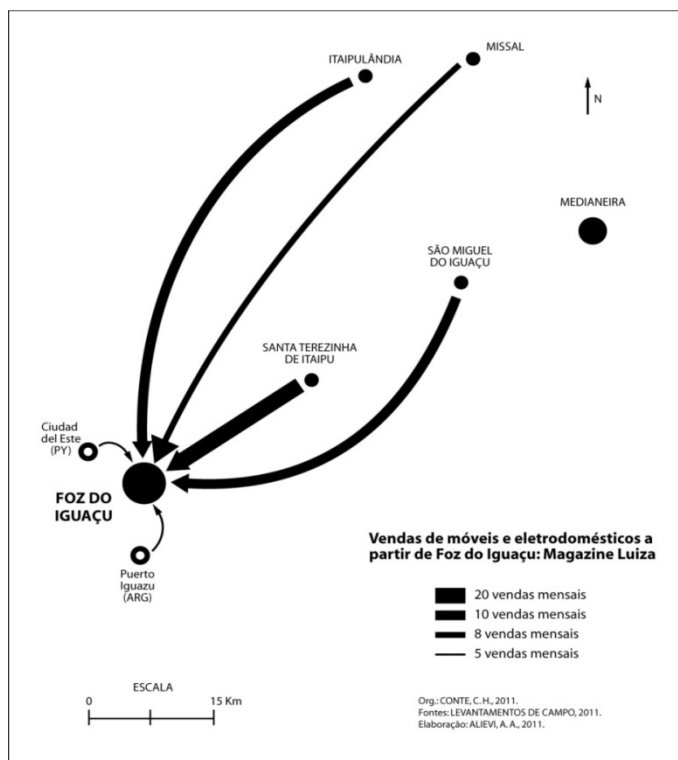 ITAIPULÂNDIA
MISSAL
N
MEDIANEIRA
SÃO MIGUEL
DO IGUAÇU
SANTA TEREZINHA
DE ITAIPU
Ciudad
del Este
(PY)
FOZ DO
IGUAÇU
Puerto
Iguazu
(ARG)
Vendas de móveis e eletrodomésticos a
partir de Foz do Iguaçu: Magazine Luiza
20 vendas mensais
10 vendas mensais
8 vendas mensais
5 vendas mensais
ESCALA
0 15 Km
Org.: CONTE, C. H., 2011.
Fontes: LEVANTAMENTOS DE CAMPO, 2011.
Elaboração: ALIEVI, A. A., 2011.